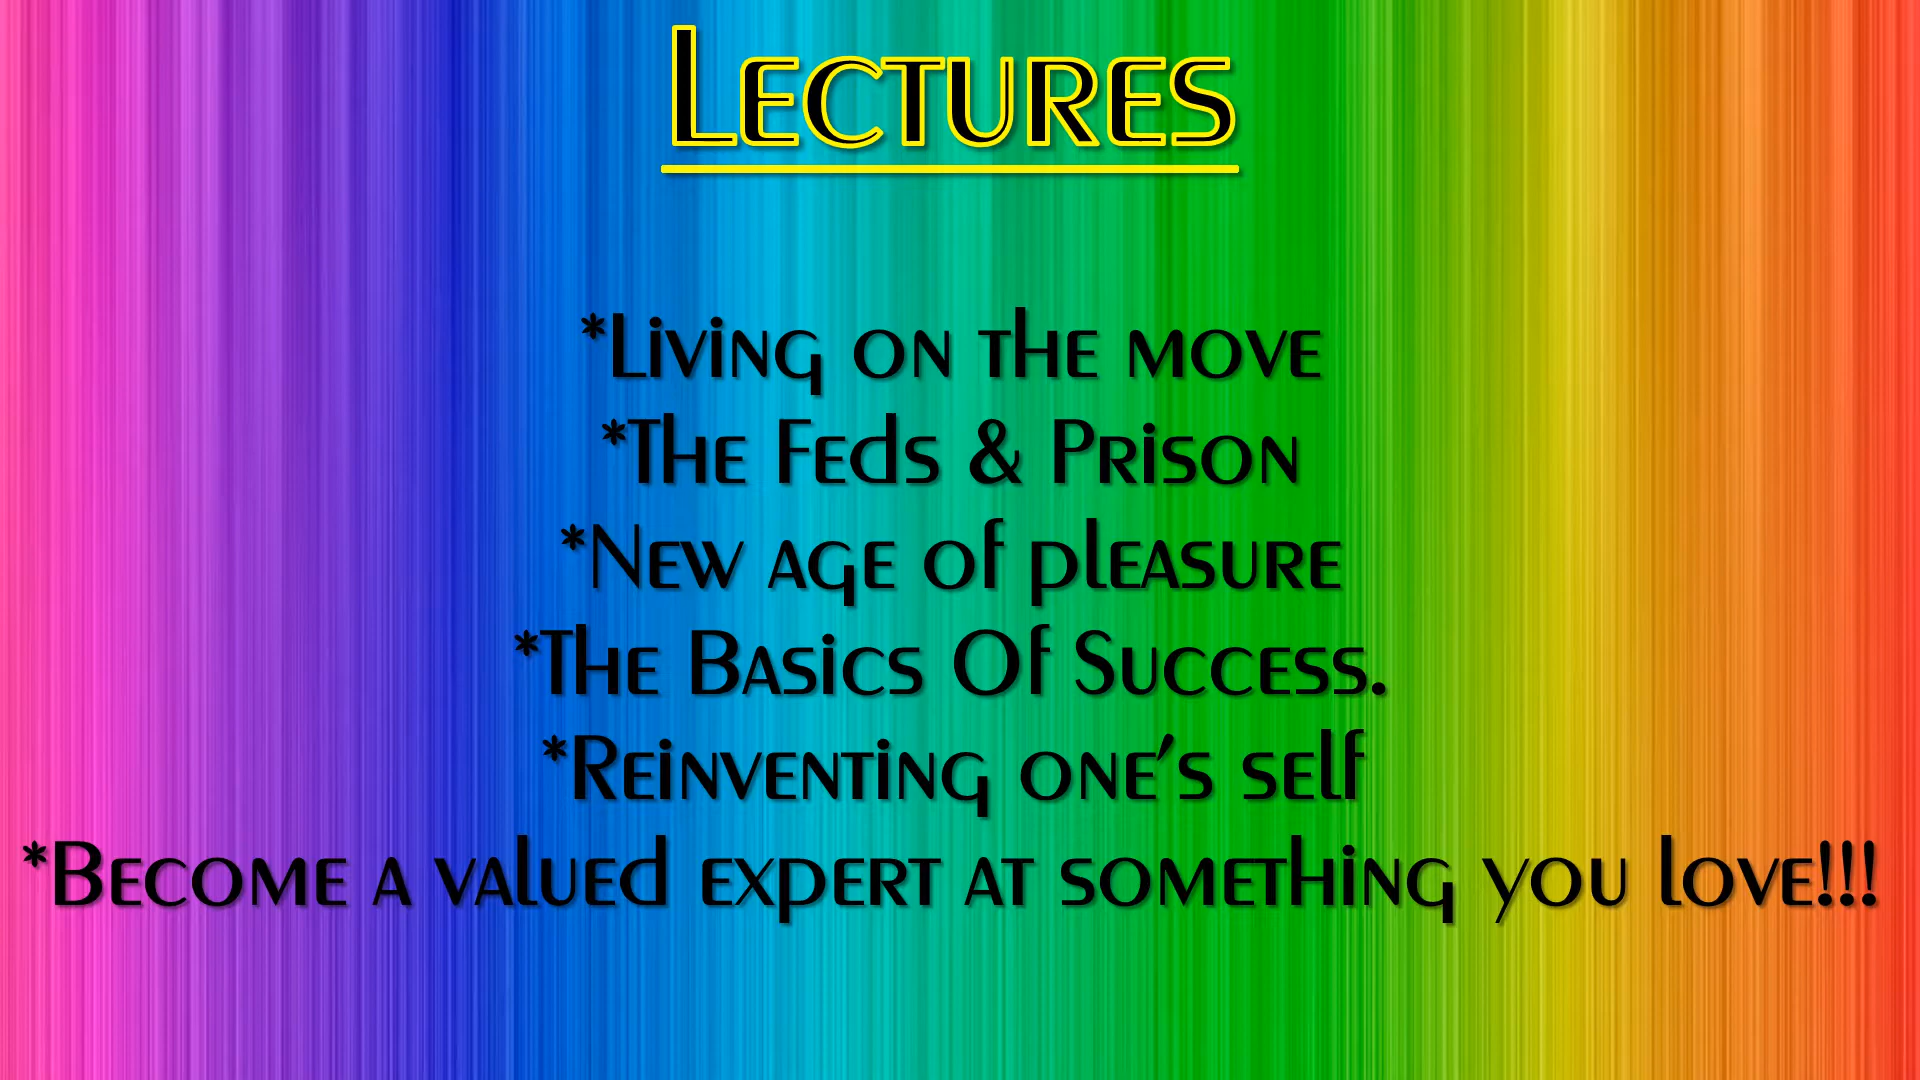 Lectures
*Living on the move
*The Feds & Prison
*New age of pleasure
*The Basics Of Success.
*Reinventing one's self
*Become a valued expert at something you love!!!